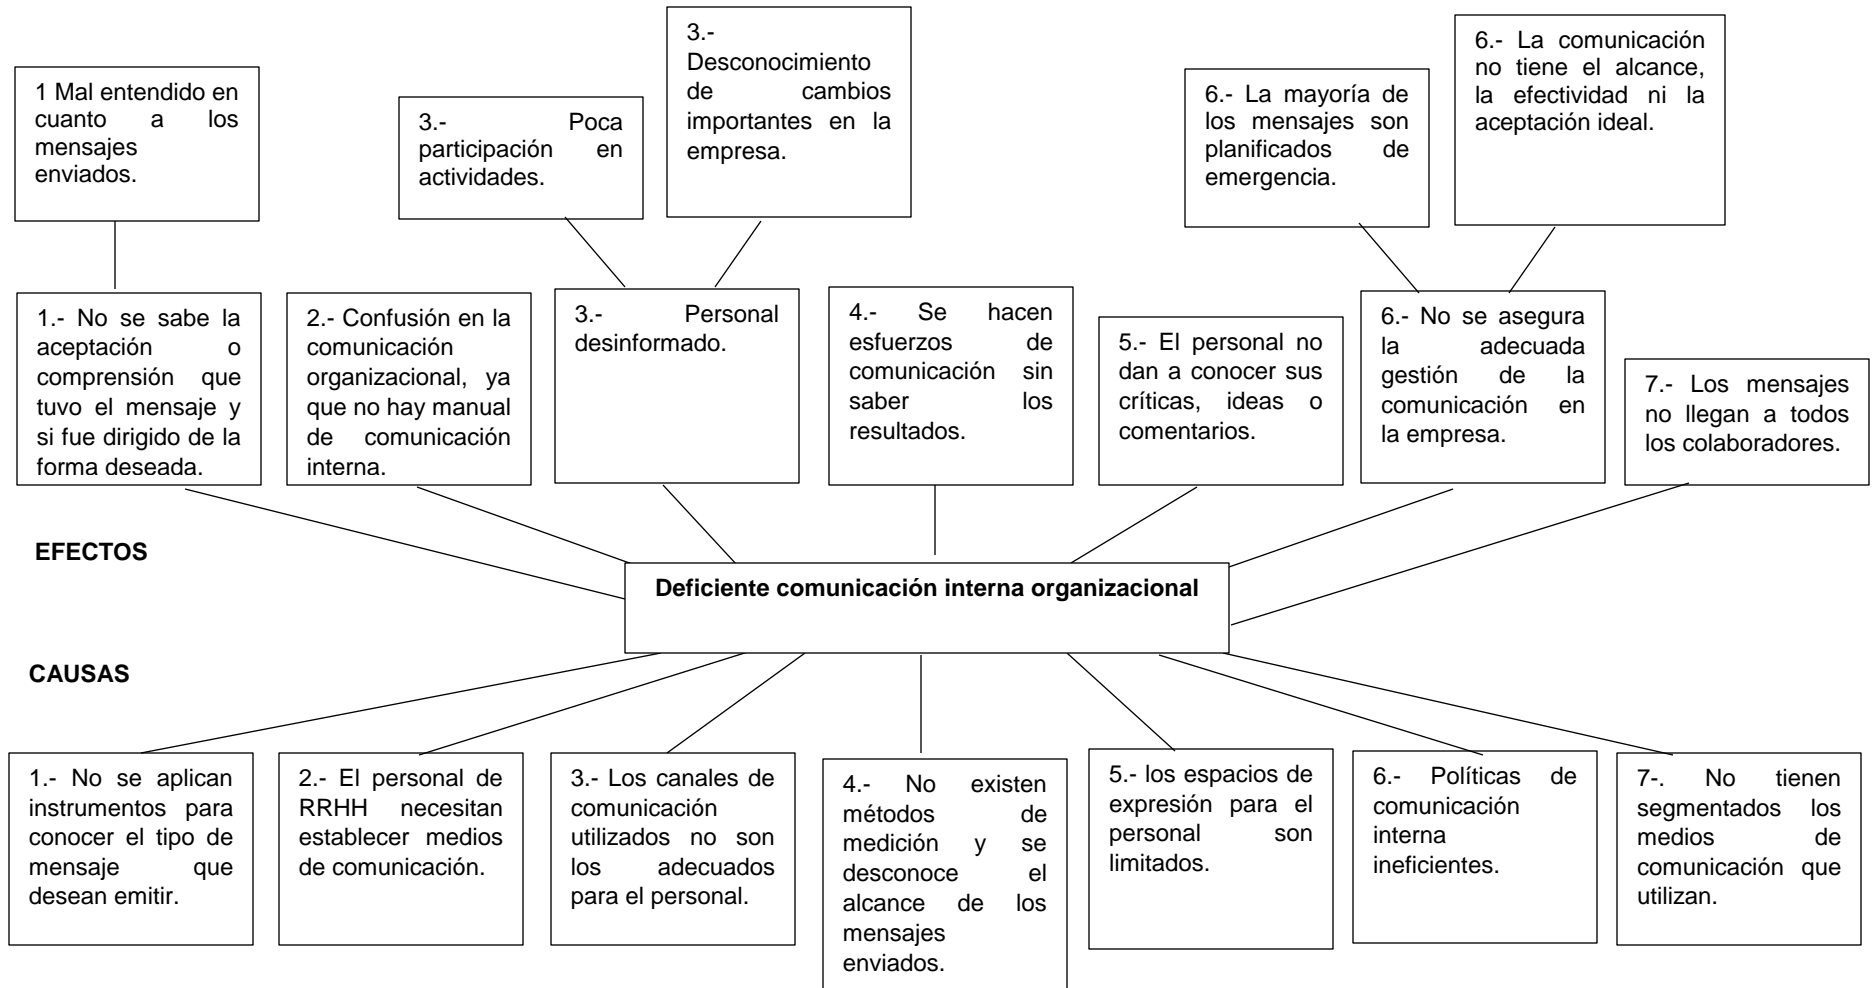 1 Mal entendido en
cuanto a los
mensajes
enviados.
3.- Poca
participación en
actividades.
3.-
Desconocimiento
de cambios
importantes en la
empresa.
6.- La mayoría de
los mensajes son
planificados de
emergencia.
6.- La comunicación
no tiene el alcance,
la efectividad ni la
aceptación ideal.
1.- No se sabe la
aceptación o
comprensión que
tuvo el mensaje y
si fue dirigido de la
forma deseada.
2.- Confusión en la
comunicación
organizacional, ya
que no hay manual
de comunicación
interna.
3.- Personal
desinformado.
4.- Se hacen
esfuerzos de
comunicación sin
saber los
resultados.
5.- El personal no
dan a conocer sus
críticas, ideas o
comentarios.
6.- No se asegura
la adecuada
gestión de la
comunicación en
la empresa.
7.- Los mensajes
no llegan a todos
los colaboradores.
EFECTOS
Deficiente comunicación interna organizacional
CAUSAS
1.- No se aplican
instrumentos para
conocer el tipo de
mensaje que
desean emitir.
2.- El personal de
RRHH necesitan
establecer medios
de comunicación.
3.- Los canales de
comunicación
utilizados no son
los adecuados
para el personal.
4.- No existen
métodos de
medición y se
desconoce el
alcance de los
mensajes
enviados.
5.- los espacios de
expresión para el
personal son
limitados.
6.- Políticas de
comunicación
interna
ineficientes.
7-. No tienen
segmentados los
medios de
comunicación que
utilizan.